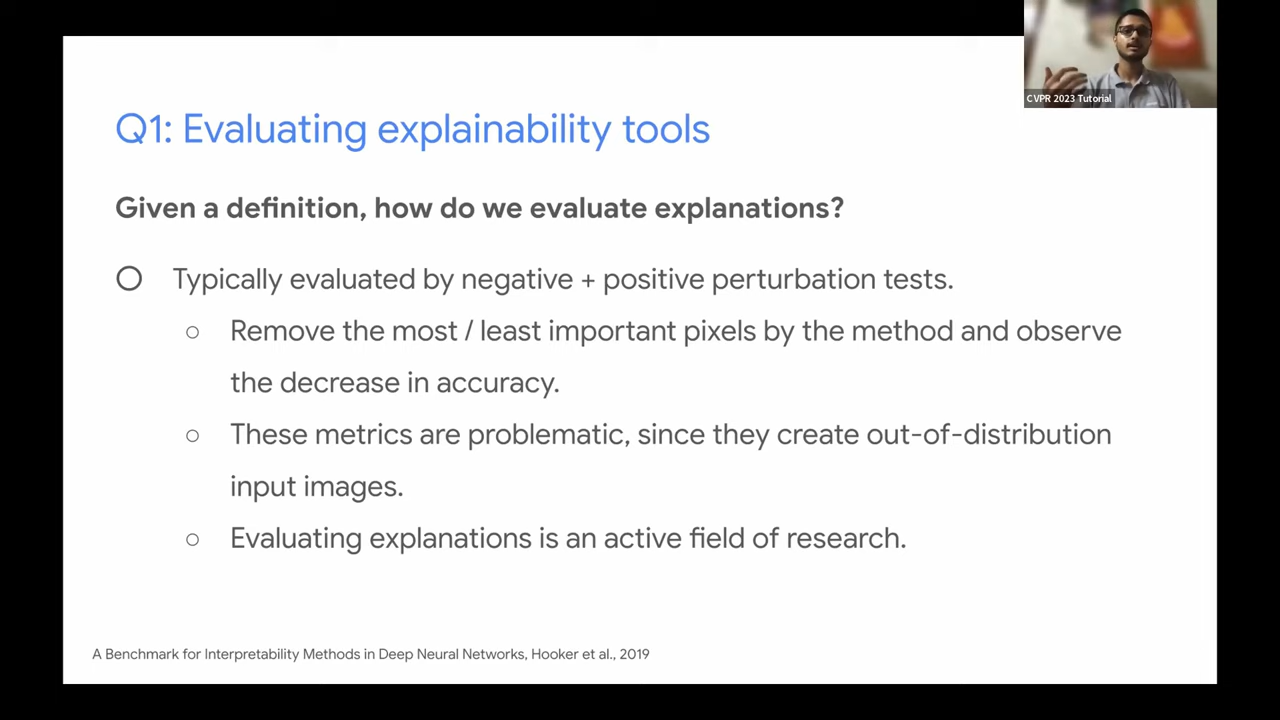 CVPR 2023 Tutorial
Q1: Evaluating explainability tools
Given a definition, how do we evaluate explanations?
Typically evaluated by negative + positive perturbation tests.
Remove the most / least important pixels by the method and observe
the decrease in accuracy.
These metrics are problematic, since they create out-of-distribution
input images.
Evaluating explanations is an active field of research.
A Benchmark for Interpretability Methods in Deep Neural Networks, Hooker et al., 2019